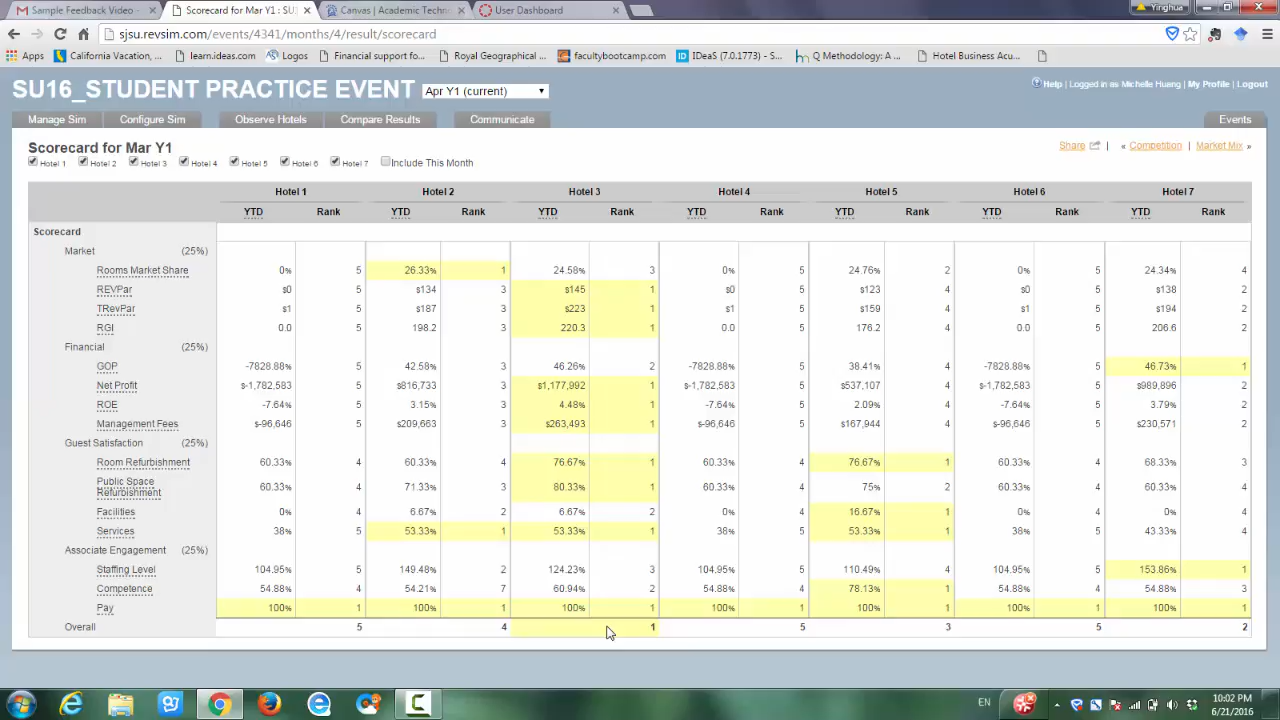 Sample Feedback Video - × Scorecard for Mar Y1 : SU × Canvas | Academic Techn × User Dashboard × Yinghua
sjsu.revsim.com/events/4341/months/4/result/scorecard
Apps California Vacation, ... learn.ideas.com Logos Financial support fo... Royal Geographical ... facultybootcamp.com IDeaS (7.0.1773) - ... Q Methodology: A ... Hotel Business Acu...
SU16_STUDENT PRACTICE EVENT Apr Y1 (current) Help | Logged in as Michelle Huang | My Profile | Logout
Manage Sim Configure Sim Observe Hotels Compare Results Communicate Events
Scorecard for Mar Y1 Share | « Competition | Market Mix »
Hotel 1 Hotel 2 Hotel 3 Hotel 4 Hotel 5 Hotel 6 Hotel 7 Include This Month
Hotel 1 Hotel 2 Hotel 3 Hotel 4 Hotel 5 Hotel 6 Hotel 7
YTD Rank YTD Rank YTD Rank YTD Rank YTD Rank YTD Rank YTD Rank
Scorecard
Market (25%)
Rooms Market Share 0% 5 26.33% 1 24.58% 3 0% 5 24.76% 2 0% 5 24.34% 4
REVPar $0 5 $134 3 $145 1 $0 5 $123 4 $0 5 $138 2
TRevPar $1 5 $187 3 $223 1 $1 5 $159 4 $1 5 $194 2
RGI 0.0 5 198.2 3 220.3 1 0.0 5 176.2 4 0.0 5 206.6 2
Financial (25%)
GOP -7828.88% 5 42.58% 3 46.26% 2 -7828.88% 5 38.41% 4 -7828.88% 5 46.73% 1
Net Profit $-1,782,583 5 $816,733 3 $1,177,992 1 $-1,782,583 5 $537,107 4 $-1,782,583 5 $989,896 2
ROE -7.64% 5 3.15% 3 4.48% 1 -7.64% 5 2.09% 4 -7.64% 5 3.79% 2
Management Fees $-96,646 5 $209,663 3 $263,493 1 $-96,646 5 $167,944 4 $-96,646 5 $230,571 2
Guest Satisfaction (25%)
Room Refurbishment 60.33% 4 60.33% 4 76.67% 1 60.33% 4 76.67% 1 60.33% 4 68.33% 3
Public Space
Refurbishment 60.33% 4 71.33% 3 80.33% 1 60.33% 4 75% 2 60.33% 4 60.33% 4
Facilities 0% 4 6.67% 2 6.67% 2 0% 4 16.67% 1 0% 4 0% 4
Services 38% 5 53.33% 1 53.33% 1 38% 5 53.33% 1 38% 5 43.33% 4
Associate Engagement (25%)
Staffing Level 104.95% 5 149.48% 2 124.23% 3 104.95% 5 110.49% 4 104.95% 5 153.86% 1
Competence 54.88% 4 54.21% 7 60.94% 2 54.88% 4 78.13% 1 54.88% 4 54.88% 3
Pay 100% 1 100% 1 100% 1 100% 1 100% 1 100% 1 100% 1
Overall 5 4 1 5 3 5 2
EN 10:02 PM
6/21/2016